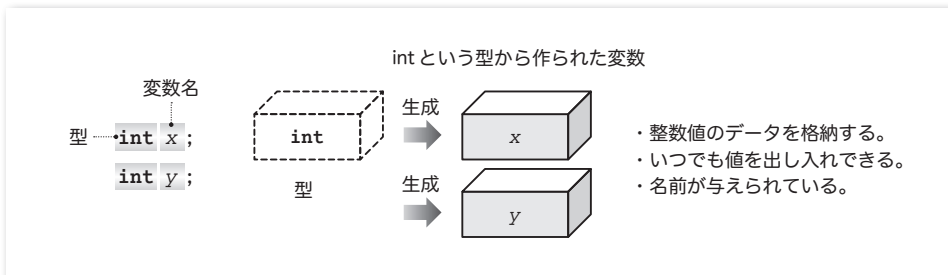 int という型から作られた変数
変数名
型
int x ;
int y ;
int
型
生成
x
生成
y
・整数値のデータを格納する。
・いつでも値を出し入れできる。
・名前が与えられている。